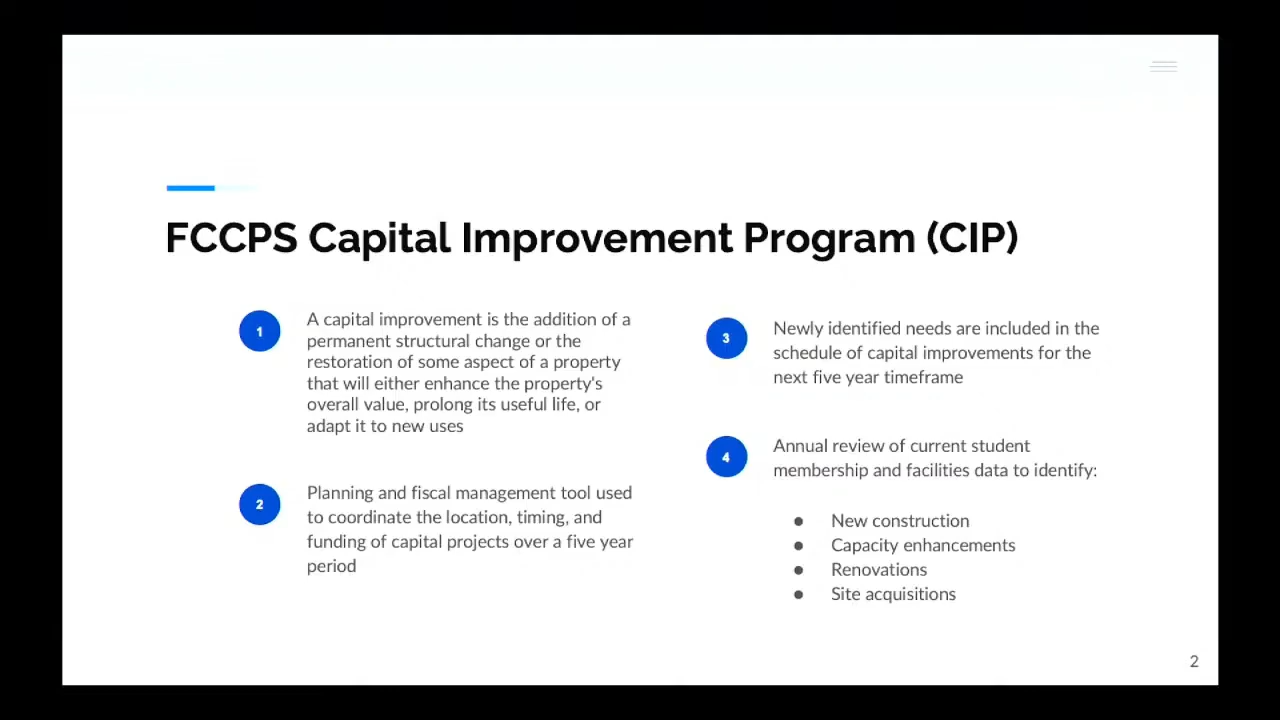 FCCPS Capital Improvement Program (CIP)
1
A capital improvement is the addition of a
permanent structural change or the
restoration of some aspect of a property
that will either enhance the property's
overall value, prolong its useful life, or
adapt it to new uses
2
Planning and fiscal management tool used
to coordinate the location, timing, and
funding of capital projects over a five year
period
3
Newly identified needs are included in the
schedule of capital improvements for the
next five year timeframe
4
Annual review of current student
membership and facilities data to identify:
● New construction
● Capacity enhancements
● Renovations
● Site acquisitions
2